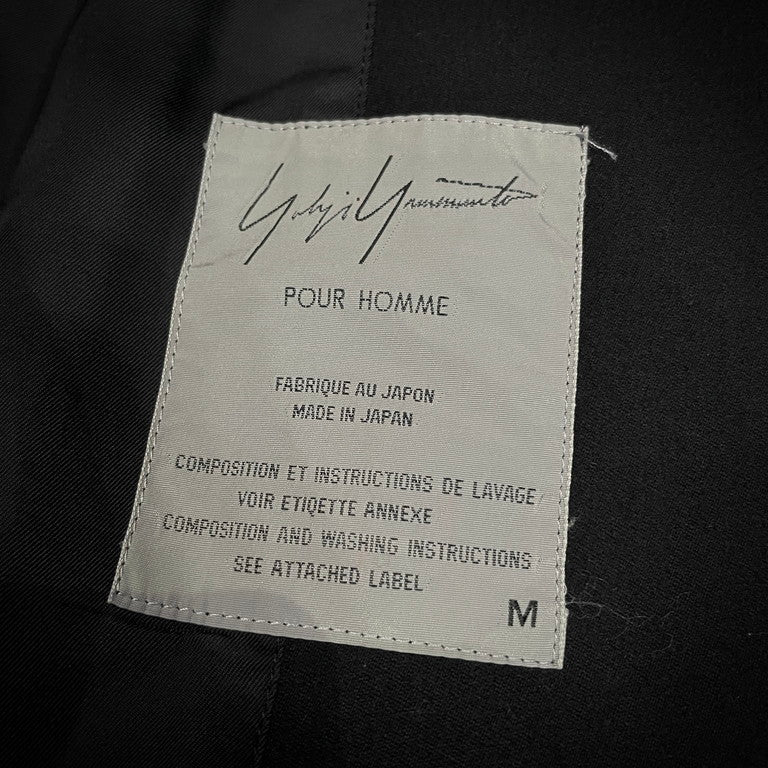 Yohji Yamamoto
POUR HOMME
FABRIQUE AU JAPON
MADE IN JAPAN
COMPOSITION ET INSTRUCTIONS DE LAVAGE
VOIR ETIQETTE ANNEXE
COMPOSITION AND WASHING INSTRUCTIONS
SEE ATTACHED LABEL
M